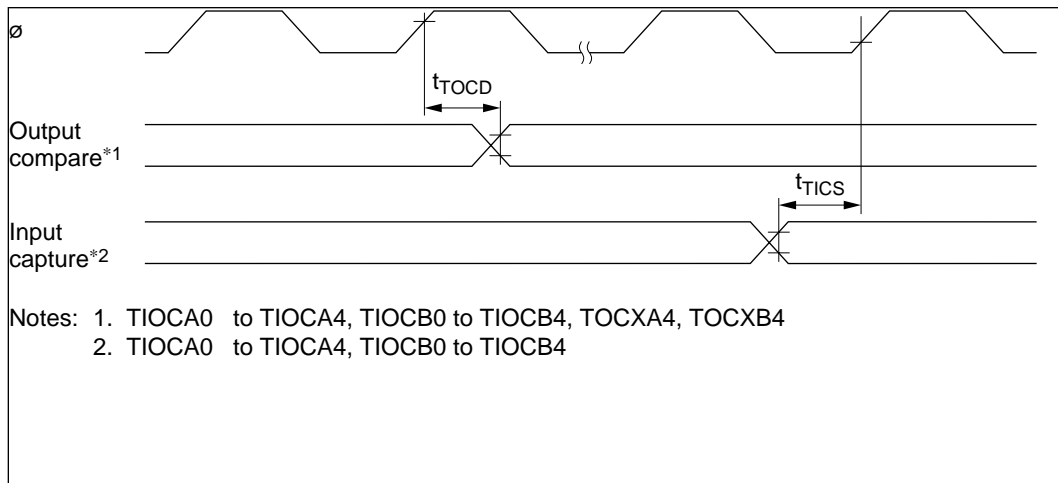 ø
tTOCD
Output
compare*1
tTICS
Input
capture*2
Notes: 1. TIOCA0 to TIOCA4, TIOCB0 to TIOCB4, TOCXA4, TOCXB4
2. TIOCA0 to TIOCA4, TIOCB0 to TIOCB4